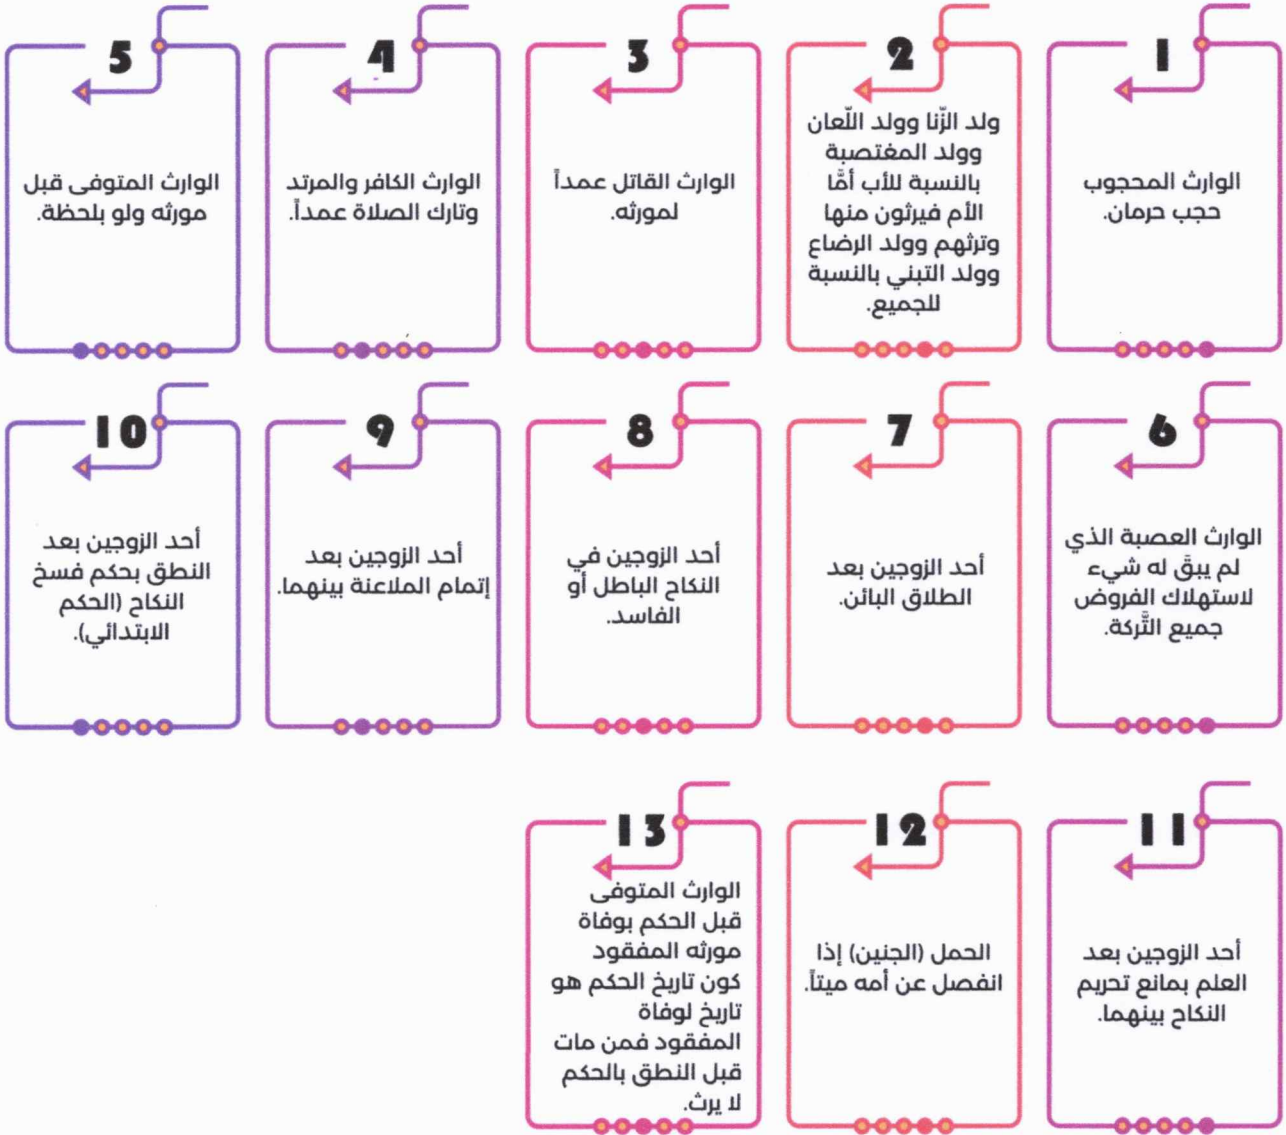 1
الوارث المحجوب
حجب حرمان.
2
ولد الزّنا وولد اللّعان
وولد المغتصبة
بالنسبة للأب أمَّا
الأم فيرثون منها
وترثهم وولد الرضاع
وولد التبني بالنسبة
للجميع.
3
الوارث القاتل عمداً
لمورثه.
4
الوارث الكافر والمرتد
وتارك الصلاة عمداً.
5
الوارث المتوفى قبل
مورثه ولو بلحظة.
6
الوارث العصبة الذي
لم يبقَ له شيء
لاستهلاك الفروض
جميع التَّركة.
7
أحد الزوجين بعد
الطلاق البائن.
8
أحد الزوجين في
النكاح الباطل أو
الفاسد.
9
أحد الزوجين بعد
إتمام الملاعنة بينهما.
10
أحد الزوجين بعد
النطق بحكم فسخ
النكاح (الحكم
الابتدائي).
11
أحد الزوجين بعد
العلم بمانع تحريم
النكاح بينهما.
12
الحمل (الجنين) إذا
انفصل عن أمه ميتاً.
13
الوارث المتوفى
قبل الحكم بوفاة
مورثه المفقود
كون تاريخ الحكم هو
تاريخ لوفاة
المفقود فمن مات
قبل النطق بالحكم
لا يرث.